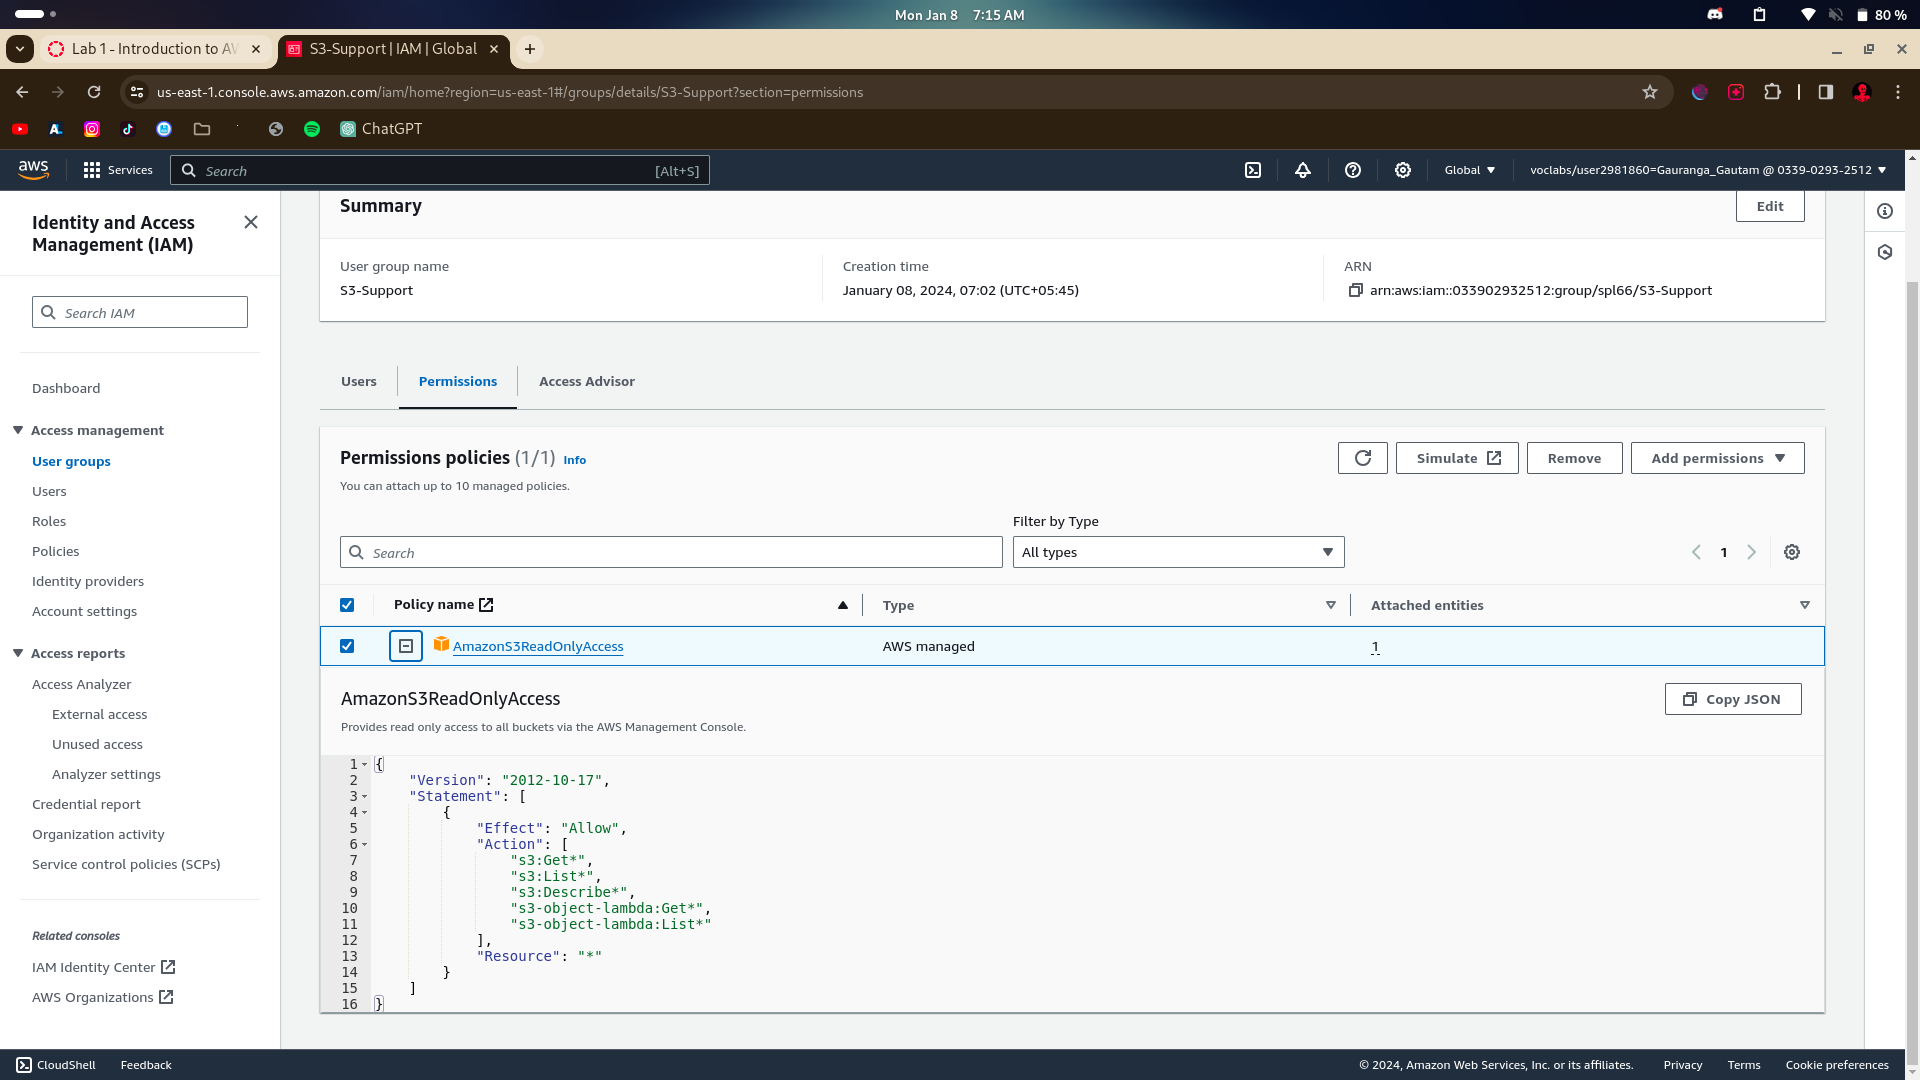 Mon Jan 8 7:15 AM
80 %
Lab 1 - Introduction to AW
S3-Support | IAM | Global
us-east-1.console.aws.amazon.com/iam/home?region=us-east-1#/groups/details/S3-Support?section=permissions
ChatGPT
aws
Services
Search
[Alt+S]
Global
voclabs/user2981860=Gauranga_Gautam @ 0339-0293-2512
Identity and Access
Management (IAM)
Search IAM
Dashboard
Access management
User groups
Users
Roles
Policies
Identity providers
Account settings
Access reports
Access Analyzer
External access
Unused access
Analyzer settings
Credential report
Organization activity
Service control policies (SCPs)
Related consoles
IAM Identity Center
AWS Organizations
Summary
Edit
User group name
S3-Support
Creation time
January 08, 2024, 07:02 (UTC+05:45)
ARN
arn:aws:iam::033902932512:group/spl66/S3-Support
Users
Permissions
Access Advisor
Permissions policies (1/1) Info
You can attach up to 10 managed policies.
Simulate
Remove
Add permissions
Filter by Type
Search
All types
1
Policy name
Type
Attached entities
AmazonS3ReadOnlyAccess
AWS managed
1
AmazonS3ReadOnlyAccess
Provides read only access to all buckets via the AWS Management Console.
Copy JSON
1 {
2 "Version": "2012-10-17",
3 "Statement": [
4 {
5 "Effect": "Allow",
6 "Action": [
7 "s3:Get*",
8 "s3:List*",
9 "s3:Describe*",
10 "s3-object-lambda:Get*",
11 "s3-object-lambda:List*"
12 ],
13 "Resource": "*"
14 }
15 ]
16 }
CloudShell
Feedback
© 2024, Amazon Web Services, Inc. or its affiliates.
Privacy
Terms
Cookie preferences